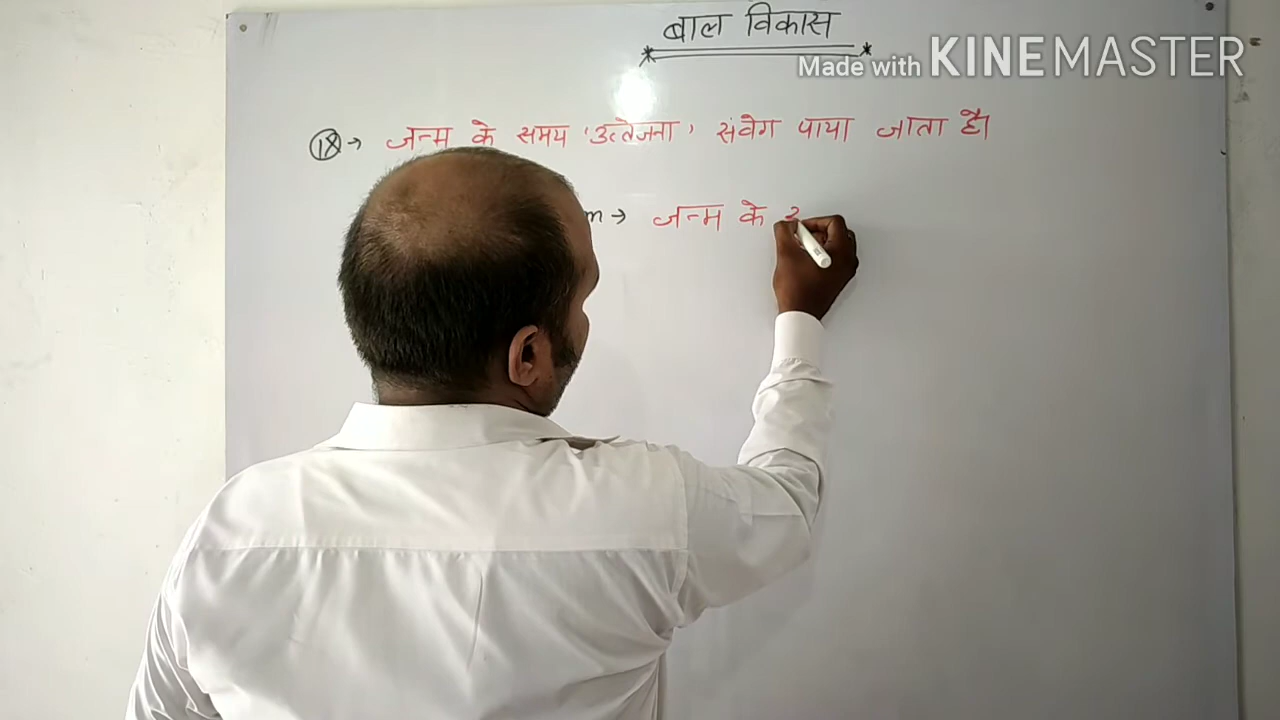 बाल विकास
Made with KINEMASTER
⑱→ जन्म के समय 'उत्तेजना' संवेग पाया जाता है।
m→ जन्म के